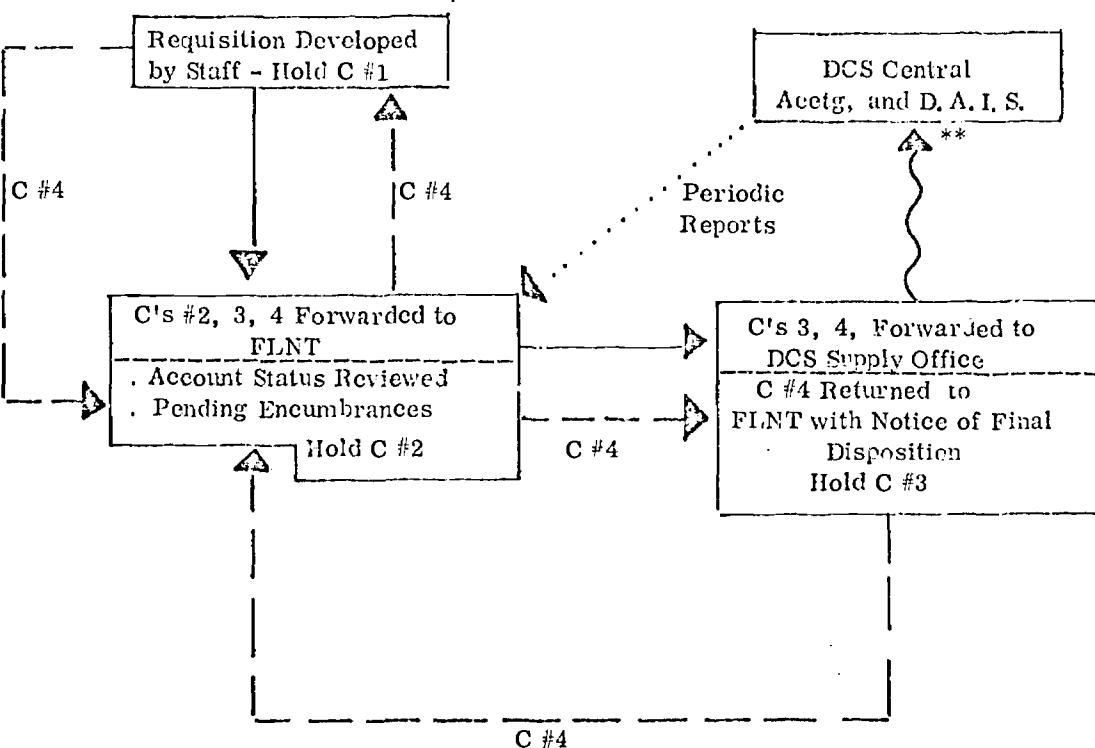 Requisition Developed
by Staff - Hold C #1
DCS Central
Acctg, and D. A. I. S.
**
C #4
C #4
Periodic
Reports
C's #2, 3, 4 Forwarded to
FLNT
. Account Status Reviewed
. Pending Encumbrances
Hold C #2
C #4
C's 3, 4, Forwarded to
DCS Supply Office
C #4 Returned to
FLNT with Notice of Final
Disposition
Hold C #3
C #4